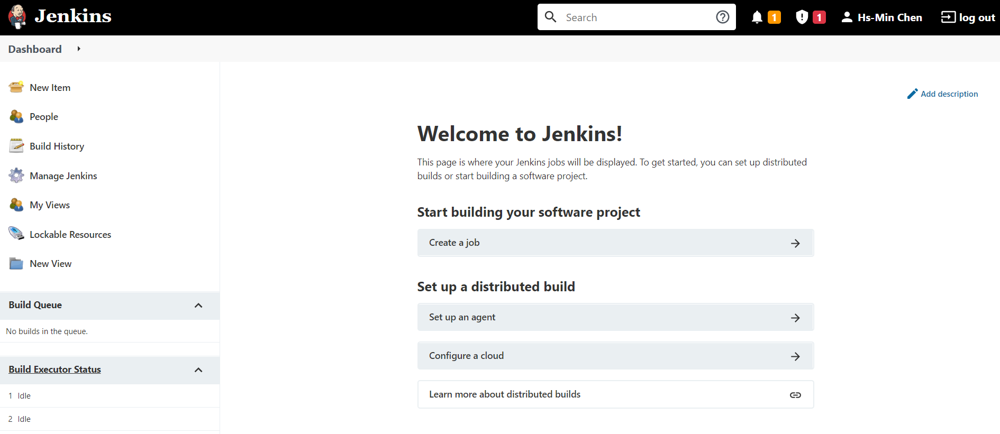 Jenkins
Search
1
1
Hs-Min Chen
log out
Dashboard
New Item
People
Build History
Manage Jenkins
My Views
Lockable Resources
New View
Build Queue
No builds in the queue.
Build Executor Status
1 Idle
2 Idle
Add description
Welcome to Jenkins!
This page is where your Jenkins jobs will be displayed. To get started, you can set up distributed
builds or start building a software project.
Start building your software project
Create a job
Set up a distributed build
Set up an agent
Configure a cloud
Learn more about distributed builds